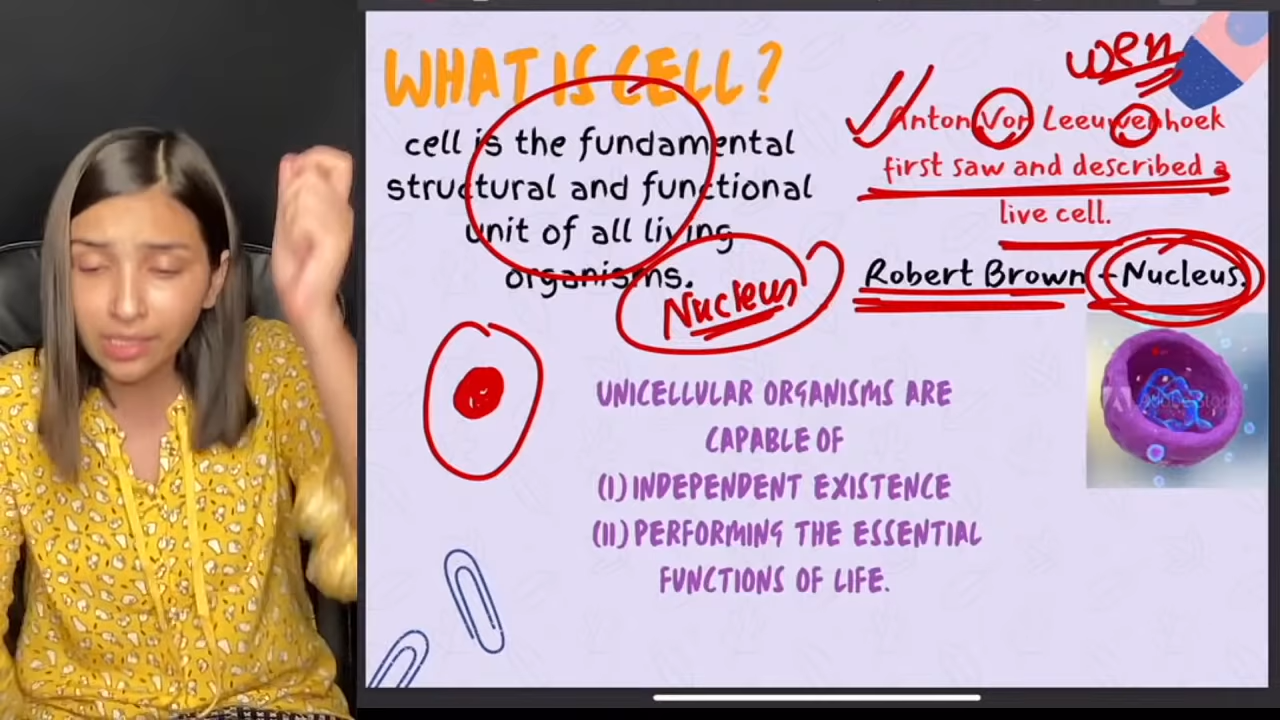 WHAT IS CELL?
cell is the fundamental
structural and functional
unit of all living
organisms.
Nucleus
wen
Anton Von Leeuwenhoek
first saw and described a
live cell.
Robert Brown - Nucleus.
UNICELLULAR ORGANISMS ARE
CAPABLE OF
(I) INDEPENDENT EXISTENCE
(II) PERFORMING THE ESSENTIAL
FUNCTIONS OF LIFE.